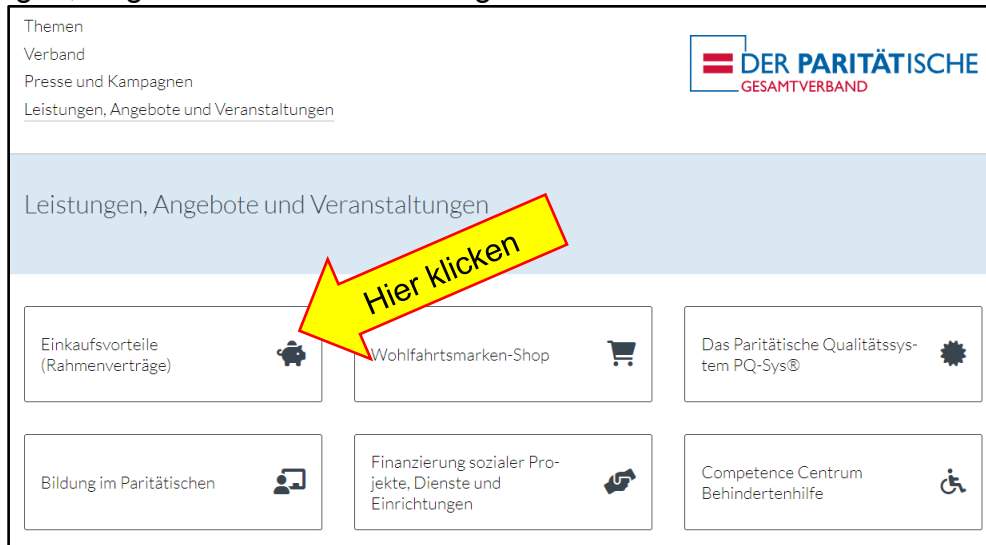 Themen
Verband
Presse und Kampagnen
Leistungen, Angebote und Veranstaltungen
DER PARITÄTISCHE
GESAMTVERBAND
Leistungen, Angebote und Veranstaltungen
Hier klicken
Einkaufsvorteile
(Rahmenverträge)
Wohlfahrtsmarken-Shop
Das Paritätische Qualitätssys-
tem PQ-Sys®
Bildung im Paritätischen
Finanzierung sozialer Pro-
jekte, Dienste und
Einrichtungen
Competence Centrum
Behindertenhilfe